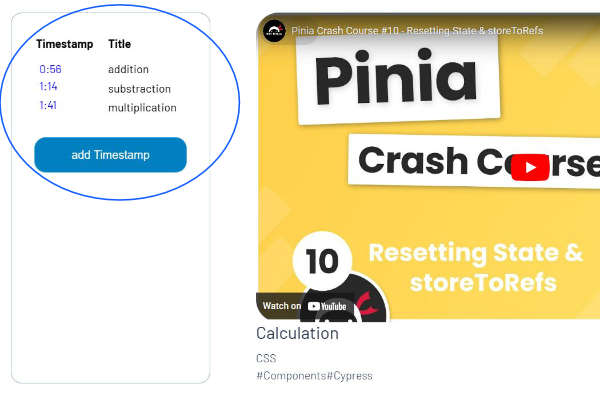 Timestamp Title
0:56 addition
1:14 substraction
1:41 multiplication
add Timestamp
Pinia Crash Course #10 - Resetting State & storeToRefs
Pinia
Crash Course
10
Resetting State &
storeToRefs
Watch on YouTube
Calculation
CSS
#Components#Cypress